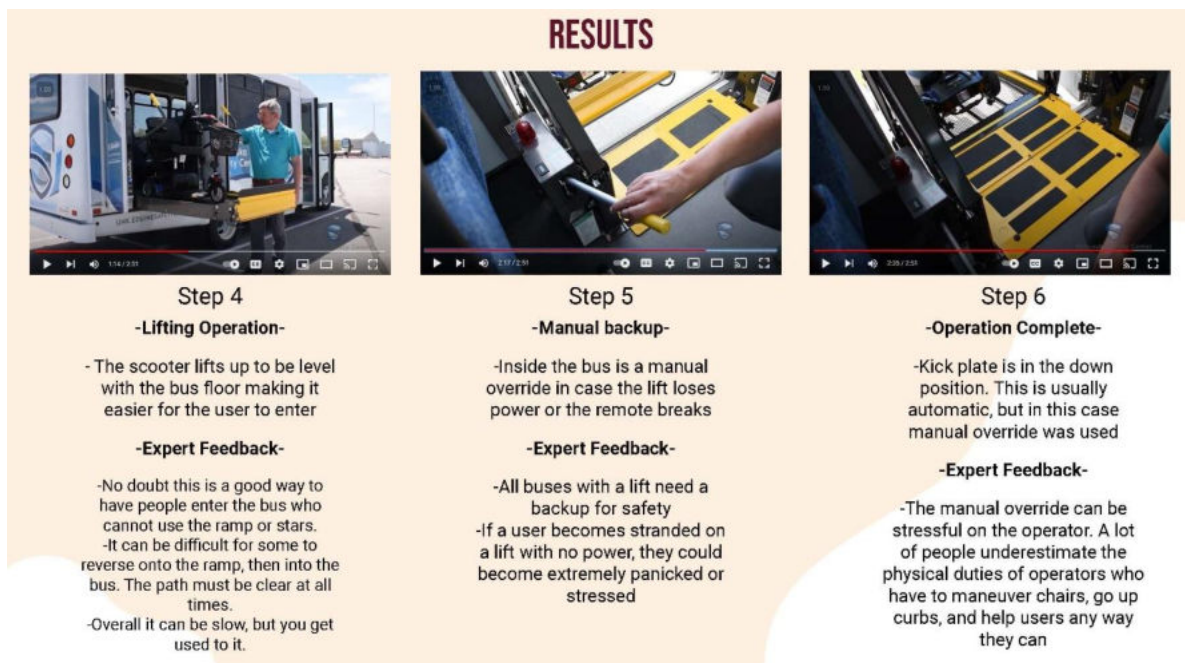 RESULTS
1:14 / 2:51
2:17 / 2:51
Step 4
-Lifting Operation-
- The scooter lifts up to be level
with the bus floor making it
easier for the user to enter
-Expert Feedback-
-No doubt this is a good way to
have people enter the bus who
cannot use the ramp or stars.
-It can be difficult for some to
reverse onto the ramp, then into the
bus. The path must be clear at all
times.
-Overall it can be slow, but you get
used to it.
Step 5
-Manual backup-
-Inside the bus is a manual
override in case the lift loses
power or the remote breaks
-Expert Feedback-
-All buses with a lift need a
backup for safety
-If a user becomes stranded on
a lift with no power, they could
become extremely panicked or
stressed
Step 6
-Operation Complete-
-Kick plate is in the down
position. This is usually
automatic, but in this case
manual override was used
-Expert Feedback-
-The manual override can be
stressful on the operator. A lot
of people underestimate the
physical duties of operators who
have to maneuver chairs, go up
curbs, and help users any way
they can